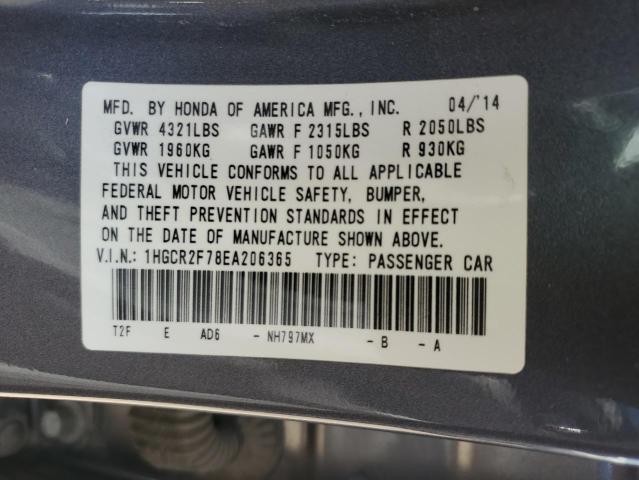 MFD. BY HONDA OF AMERICA MFG., INC. 04/'14
GVWR 4321LBS GAWR F 2315LBS R 2050LBS
GVWR 1960KG GAWR F 1050KG R 930KG
THIS VEHICLE CONFORMS TO ALL APPLICABLE
FEDERAL MOTOR VEHICLE SAFETY, BUMPER,
AND THEFT PREVENTION STANDARDS IN EFFECT
ON THE DATE OF MANUFACTURE SHOWN ABOVE.
V.I.N.: 1HGCR2F78EA206365 TYPE: PASSENGER CAR
T2F E AD6 -NH797MX -B -A